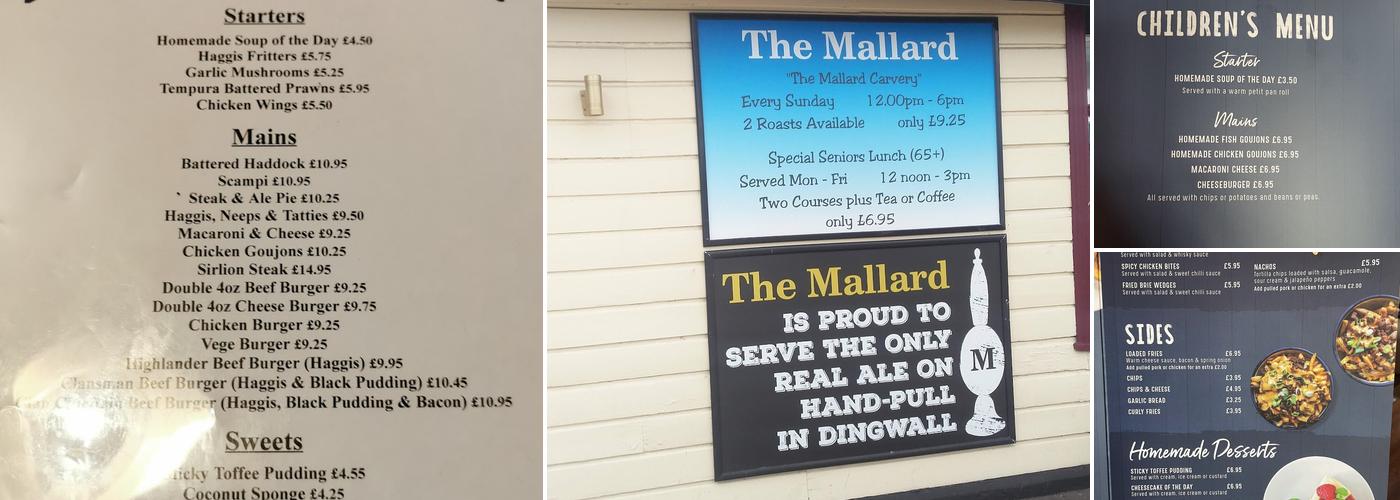 Starters
Homemade Soup of the Day £4.50
Haggis Fritters £5.75
Garlic Mushrooms £5.25
Tempura Battered Prawns £5.95
Chicken Wings £5.50
Mains
Battered Haddock £10.95
Scampi £10.95
Steak & Ale Pie £10.25
Haggis, Neeps & Tatties £9.50
Macaroni & Cheese £9.25
Chicken Goujons £10.25
Sirlion Steak £14.95
Double 4oz Beef Burger £9.25
Double 4oz Cheese Burger £9.75
Chicken Burger £9.25
Vege Burger £9.25
Highlander Beef Burger (Haggis) £9.95
Clansman Beef Burger (Haggis & Black Pudding) £10.45
Beef Burger (Haggis, Black Pudding & Bacon) £10.95
Sweets
Sticky Toffee Pudding £4.55
Coconut Sponge £4.25
The Mallard
"The Mallard Carvery"
Every Sunday 12.00pm - 6pm
2 Roasts Available only £9.25
Special Seniors Lunch (65+)
Served Mon - Fri 12 noon - 3pm
Two Courses plus Tea or Coffee
only £6.95
The Mallard
IS PROUD TO
SERVE THE ONLY
REAL ALE ON
HAND-PULL
IN DINGWALL
M
CHILDREN'S MENU
Starter
HOMEMADE SOUP OF THE DAY £3.50
Served with a warm petit pan roll
Mains
HOMEMADE FISH GOUJONS £6.95
HOMEMADE CHICKEN GOUJONS £6.95
MACARONI CHEESE £6.95
CHEESEBURGER £6.95
All served with chips or potatoes and beans or peas.
Served with salad & whisky sauce
SPICY CHICKEN BITES £5.95
Served with salad & sweet chilli sauce
FRIED BRIE WEDGES £5.95
Served with salad & sweet chilli sauce
NACHOS £5.95
Tortilla chips loaded with salsa, guacamole,
sour cream & jalapeño peppers
Add pulled pork or chicken for an extra £2.00
SIDES
LOADED FRIES £6.95
Warm cheese sauce, bacon & spring onion
Add pulled pork or chicken for an extra £2.00
CHIPS £3.95
CHIPS & CHEESE £4.95
GARLIC BREAD £3.25
CURLY FRIES £3.95
Homemade Desserts
STICKY TOFFEE PUDDING £6.95
Served with cream, ice cream or custard
CHEESECAKE OF THE DAY £6.95
Served with cream, ice cream or custard